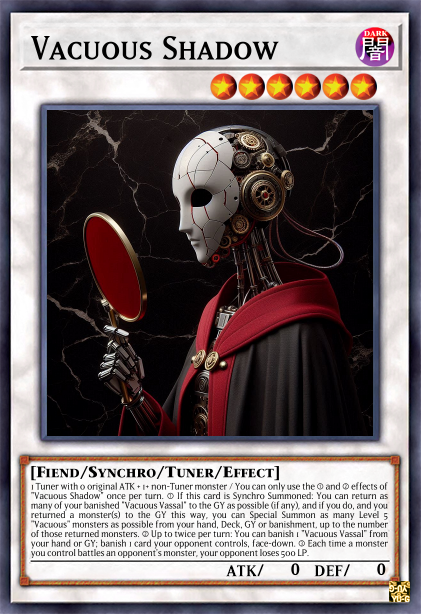 VACUOUS SHADOW
DARK
闇
[FIEND/SYNCHRO/TUNER/EFFECT]
1 Tuner with 0 original ATK + 1+ non-Tuner monster / You can only use the ① and ② effects of
"Vacuous Shadow" once per turn. ① If this card is Synchro Summoned: You can return as
many of your banished "Vacuous Vassal" to the GY as possible (if any), and if you do, and you
returned a monster(s) to the GY this way, you can Special Summon as many Level 5
"Vacuous" monsters as possible from your hand, Deck, GY or banishment, up to the number
of those returned monsters. ② Up to twice per turn: You can banish 1 "Vacuous Vassal" from
your hand or GY; banish 1 card your opponent controls, face-down. ③ Each time a monster
you control battles an opponent's monster, your opponent loses 500 LP.
ATK/ 0 DEF/ 0